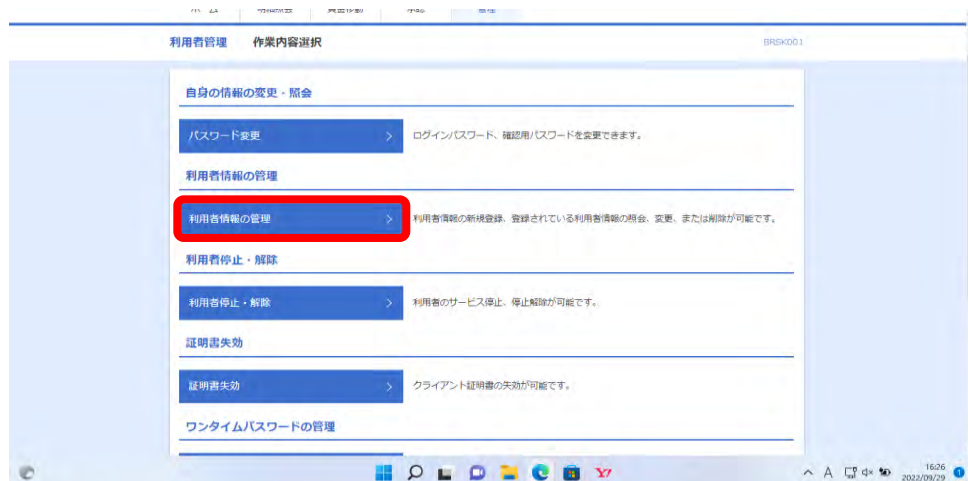 管理
利用者管理 作業内容選択 BRSK001
自身の情報の変更・照会
パスワード変更 > ログインパスワード、確認用パスワードを変更できます。
利用者情報の管理
利用者情報の管理 > 利用者情報の新規登録、登録されている利用者情報の照会、変更、または削除が可能です。
利用者停止・解除
利用者停止・解除 > 利用者のサービス停止、停止解除が可能です。
証明書失効
証明書失効 > クライアント証明書の失効が可能です。
ワンタイムパスワードの管理
A 16:26
2022/09/29 1